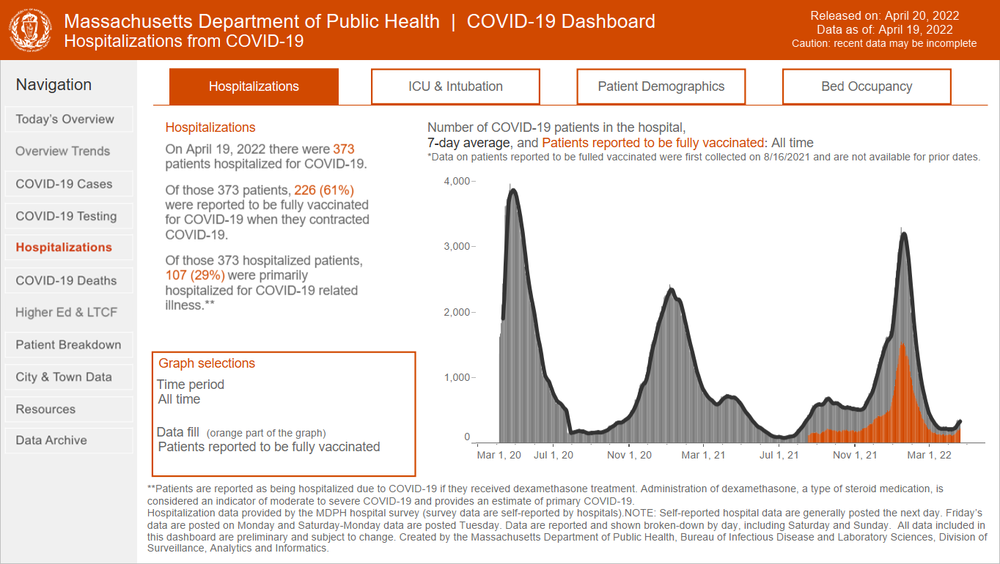 Massachusetts Department of Public Health | COVID-19 Dashboard
Hospitalizations from COVID-19
Released on: April 20, 2022
Data as of: April 19, 2022
Caution: recent data may be incomplete
Navigation
Today's Overview
Overview Trends
COVID-19 Cases
COVID-19 Testing
Hospitalizations
COVID-19 Deaths
Higher Ed & LTCF
Patient Breakdown
City & Town Data
Resources
Data Archive
Hospitalizations
ICU & Intubation
Patient Demographics
Bed Occupancy
Hospitalizations
On April 19, 2022 there were 373
patients hospitalized for COVID-19.
Of those 373 patients, 226 (61%)
were reported to be fully vaccinated
for COVID-19 when they contracted
COVID-19.
Of those 373 hospitalized patients,
107 (29%) were primarily
hospitalized for COVID-19 related
illness.**
Graph selections
Time period
All time
Data fill (orange part of the graph)
Patients reported to be fully vaccinated
Number of COVID-19 patients in the hospital,
7-day average, and Patients reported to be fully vaccinated: All time
*Data on patients reported to be fulled vaccinated were first collected on 8/16/2021 and are not available for prior dates.
4,000
3,000
2,000
1,000
0
Mar 1, 20
Jul 1, 20
Nov 1, 20
Mar 1, 21
Jul 1, 21
Nov 1, 21
Mar 1, 22
**Patients are reported as being hospitalized due to COVID-19 if they received dexamethasone treatment. Administration of dexamethasone, a type of steroid medication, is
considered an indicator of moderate to severe COVID-19 and provides an estimate of primary COVID-19.
Hospitalization data provided by the MDPH hospital survey (survey data are self-reported by hospitals).NOTE: Self-reported hospital data are generally posted the next day. Friday's
data are posted on Monday and Saturday-Monday data are posted Tuesday. Data are reported and shown broken-down by day, including Saturday and Sunday. All data included in
this dashboard are preliminary and subject to change. Created by the Massachusetts Department of Public Health, Bureau of Infectious Disease and Laboratory Sciences, Division of
Surveillance, Analytics and Informatics.